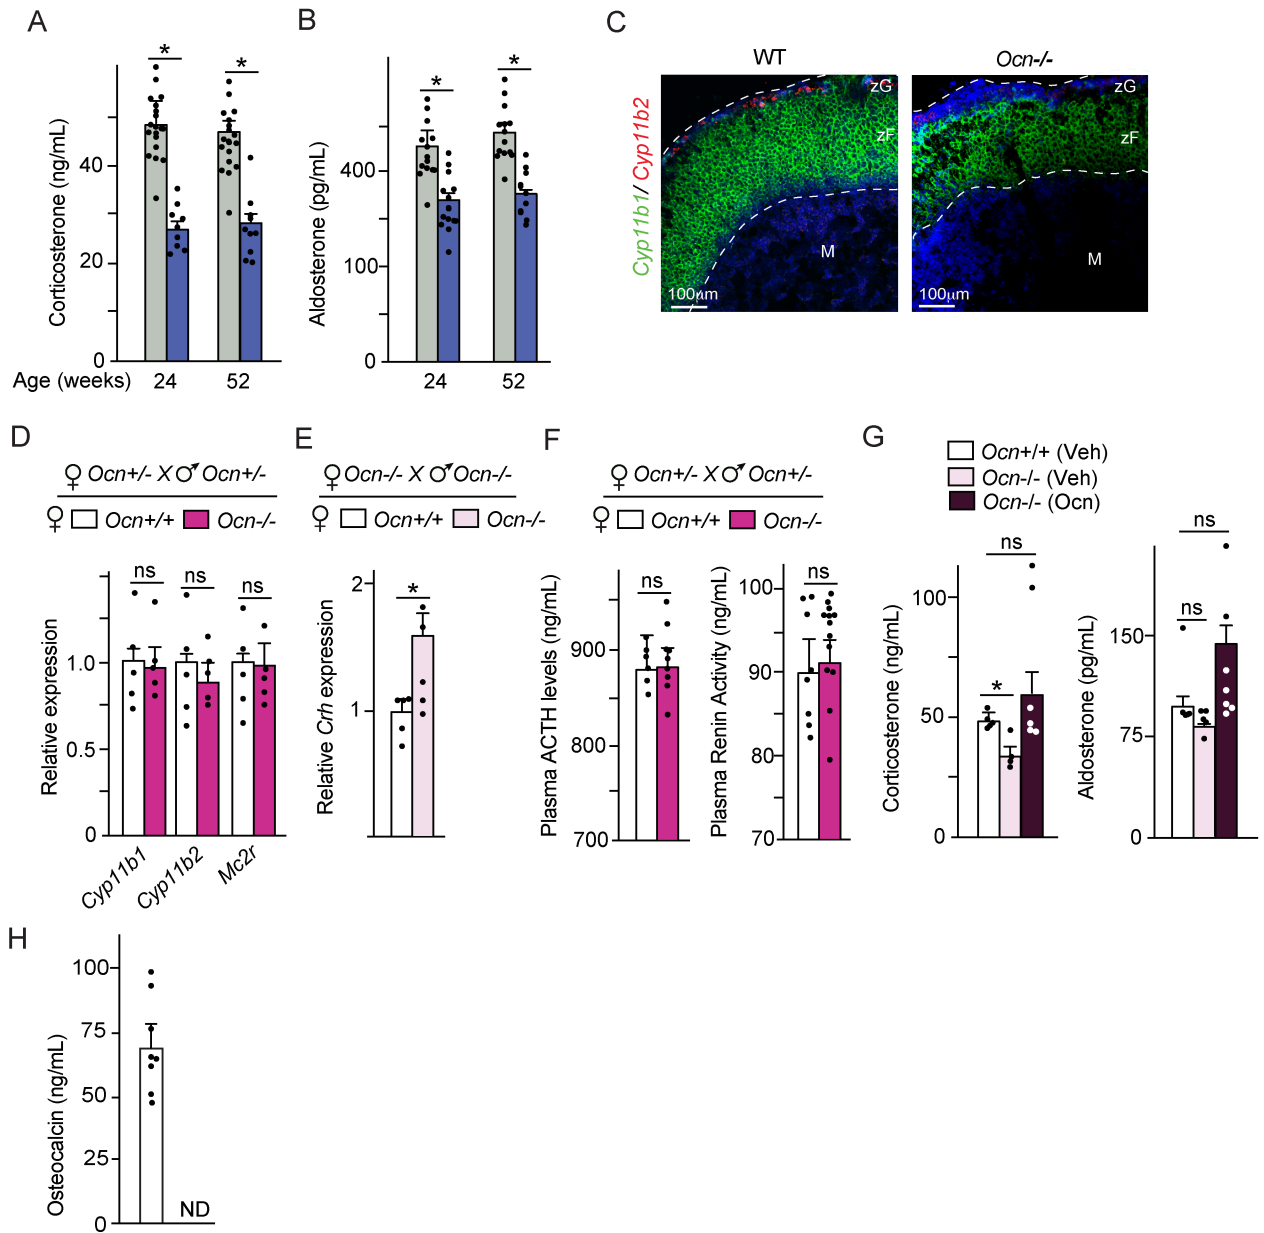 A
Corticosterone (ng/mL)
40
20
0
*
*
Age (weeks)
24
52
B
Aldosterone (pg/mL)
400
100
0
*
*
24
52
C
WT
Ocn-/-
Cyp11b1/ Cyp11b2
zG
zF
M
100µm
zG
zF
M
100µm
D
♀ Ocn+/- X ♂ Ocn+/-
♀ Ocn+/+ Ocn-/-
Relative expression
1.0
0.5
0
ns
ns
ns
Cyp11b1
Cyp11b2
Mc2r
E
♀ Ocn-/- X ♂ Ocn-/-
♀ Ocn+/+ Ocn-/-
Relative Crh expression
2
1
*
F
♀ Ocn+/- X ♂ Ocn+/-
♀ Ocn+/+ Ocn-/-
Plasma ACTH levels (ng/mL)
900
800
700
ns
Plasma Renin Activity (ng/mL)
100
90
80
70
ns
G
Ocn+/+ (Veh)
Ocn-/- (Veh)
Ocn-/- (Ocn)
Corticosterone (ng/mL)
100
50
0
ns
*
Aldosterone (pg/mL)
150
75
0
ns
ns
H
Osteocalcin (ng/mL)
100
75
50
25
0
ND